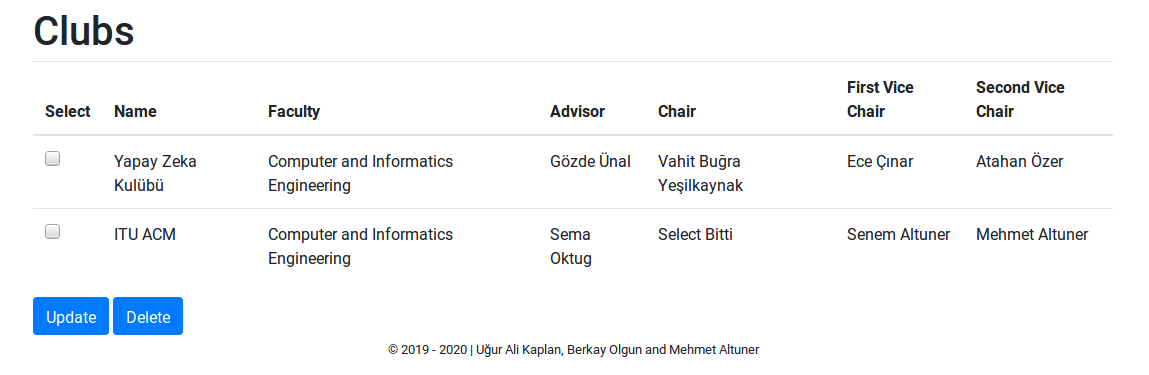 Clubs
Select Name Faculty Advisor Chair First Vice Chair Second Vice Chair
Yapay Zeka Kulübü Computer and Informatics Engineering Gözde Ünal Vahit Buğra Yeşilkaynak Ece Çınar Atahan Özer
ITU ACM Computer and Informatics Engineering Sema Oktug Select Bitti Senem Altuner Mehmet Altuner
Update Delete
© 2019 - 2020 | Uğur Ali Kaplan, Berkay Olgun and Mehmet Altuner